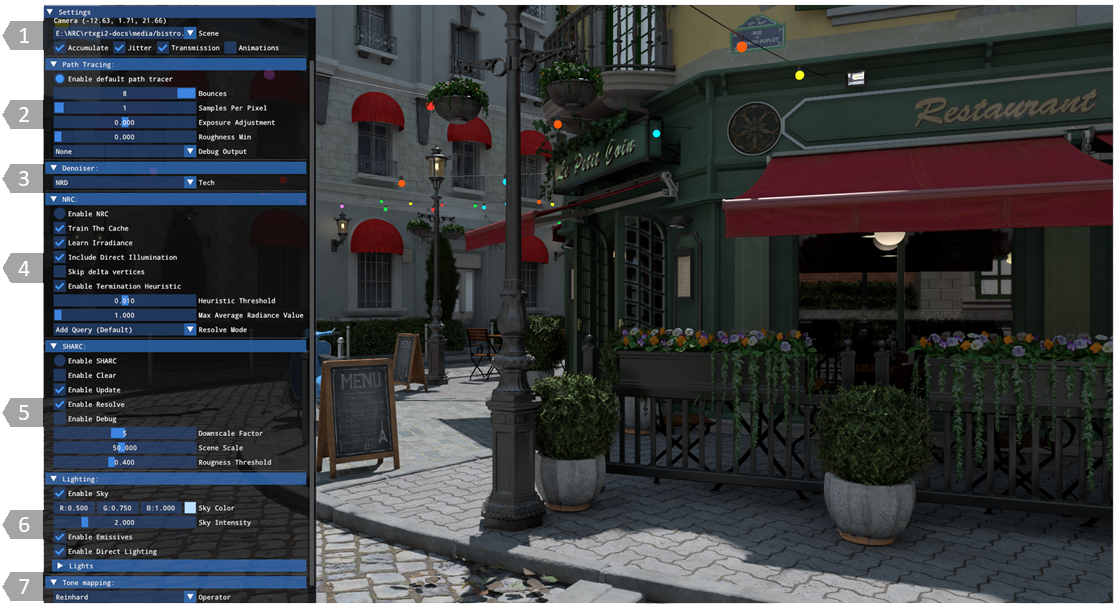 Settings
Camera (-12.63, 1.71, 21.66)
1
E:\NRC\rtxgi2-docs\media/bistro. Scene
Accumulate Jitter Transmission Animations
Path Tracing:
Enable default path tracer
8 Bounces
2
1 Samples Per Pixel
0.000 Exposure Adjustment
0.000 Roughness Min
None Debug Output
3
Denoiser:
NRD Tech
NRC:
Enable NRC
Train The Cache
Learn Irradiance
4
Include Direct Illumination
Skip delta vertices
Enable Termination Heuristic
0.010 Heuristic Threshold
1.000 Max Average Radiance Value
Add Query (Default) Resolve Mode
SHARC:
Enable SHARC
Enable Clear
Enable Update
5
Enable Resolve
Enable Debug
5 Downscale Factor
50.000 Scene Scale
0.400 Rougness Threshold
Lighting:
Enable Sky
R:0.500 G:0.750 B:1.000 Sky Color
6
2.000 Sky Intensity
Enable Emissives
Enable Direct Lighting
Lights
7
Tone mapping:
Reinhard Operator
RUE
Restaurant
Le Petit Coin
MENU